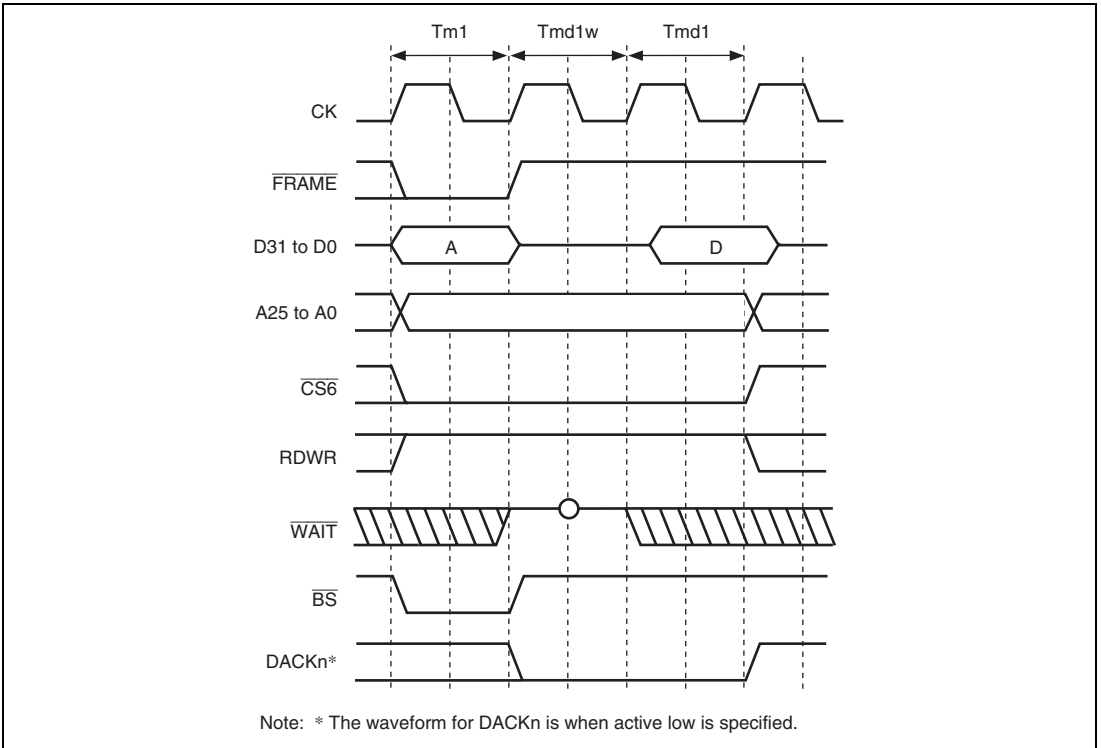 Tm1 Tmd1w Tmd1
CK
FRAME
D31 to D0 A D
A25 to A0
CS6
RDWR
WAIT
BS
DACKn*
Note: * The waveform for DACKn is when active low is specified.